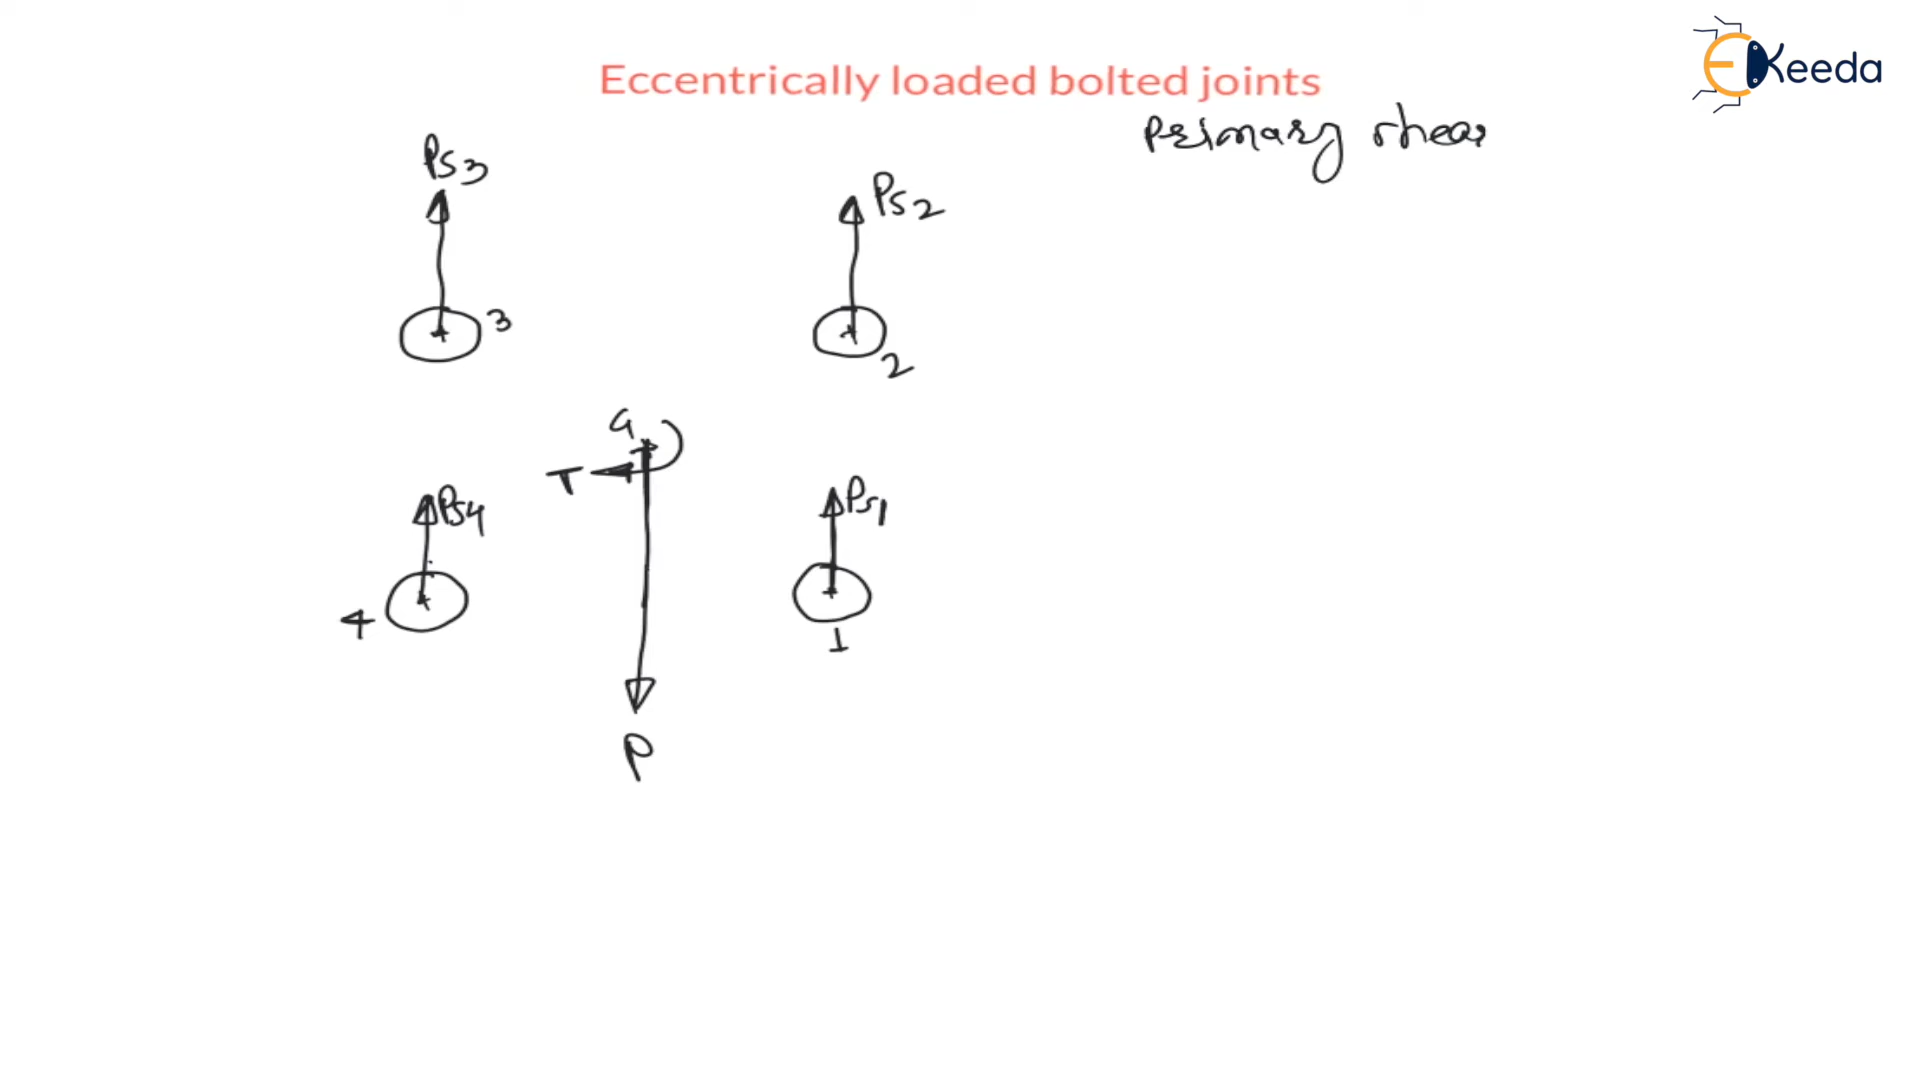 EKeeda
Eccentrically loaded bolted joints
Primary shear
Ps3
Ps2
3
2
G
T
Ps4
Ps1
4
1
P